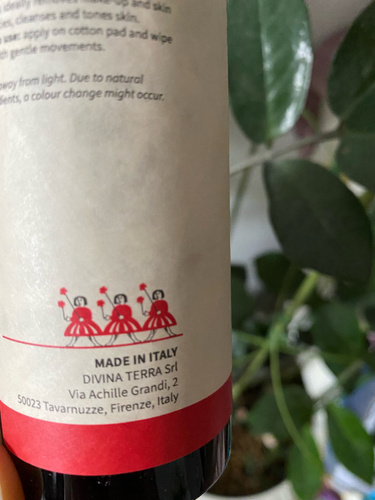 ideally removes make-up and skin
cleanses and tones skin.
use: apply on cotton pad and wipe
gentle movements.
away from light. Due to natural
a colour change might occur.
MADE IN ITALY
DIVINA TERRA Srl
Via Achille Grandi, 2
50023 Tavarnuzze, Firenze, Italy